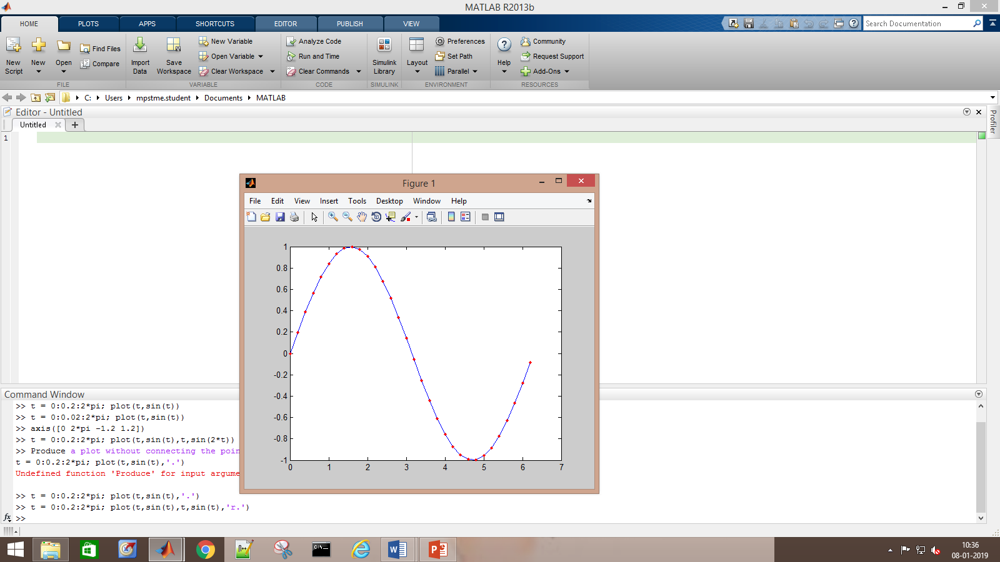 MATLAB R2013b
HOME PLOTS APPS SHORTCUTS EDITOR PUBLISH VIEW
Search Documentation
New Script
New
Open
Find Files
Compare
Import Data
Save Workspace
New Variable
Open Variable
Clear Workspace
Analyze Code
Run and Time
Clear Commands
Simulink Library
Layout
Preferences
Set Path
Parallel
Help
Community
Request Support
Add-Ons
FILE VARIABLE CODE SIMULINK ENVIRONMENT RESOURCES
C: Users mpstme.student Documents MATLAB
Editor - Untitled
Untitled
Profiler
1
Figure 1
File Edit View Insert Tools Desktop Window Help
1
0.8
0.6
0.4
0.2
0
-0.2
-0.4
-0.6
-0.8
-1
0 1 2 3 4 5 6 7
Command Window
>> t = 0:0.2:2*pi; plot(t,sin(t))
>> t = 0:0.02:2*pi; plot(t,sin(t))
>> axis([0 2*pi -1.2 1.2])
>> t = 0:0.2:2*pi; plot(t,sin(t),t,sin(2*t))
>> Produce a plot without connecting the poin
t = 0:0.2:2*pi; plot(t,sin(t),'.')
Undefined function 'Produce' for input argume
>> t = 0:0.2:2*pi; plot(t,sin(t),'.')
>> t = 0:0.2:2*pi; plot(t,sin(t),t,sin(t),'r.')
fx >>
10:36
08-01-2019